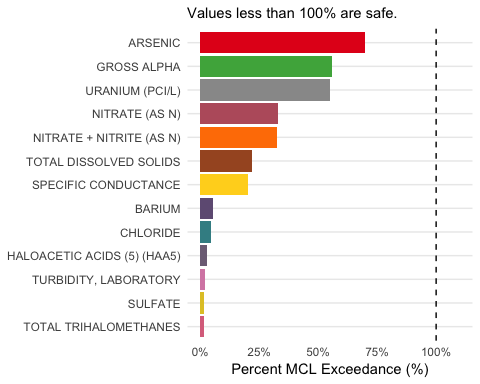 Values less than 100% are safe.
ARSENIC
GROSS ALPHA
URANIUM (PCI/L)
NITRATE (AS N)
NITRATE + NITRITE (AS N)
TOTAL DISSOLVED SOLIDS
SPECIFIC CONDUCTANCE
BARIUM
CHLORIDE
HALOACETIC ACIDS (5) (HAA5)
TURBIDITY, LABORATORY
SULFATE
TOTAL TRIHALOMETHANES
0% 25% 50% 75% 100%
Percent MCL Exceedance (%)